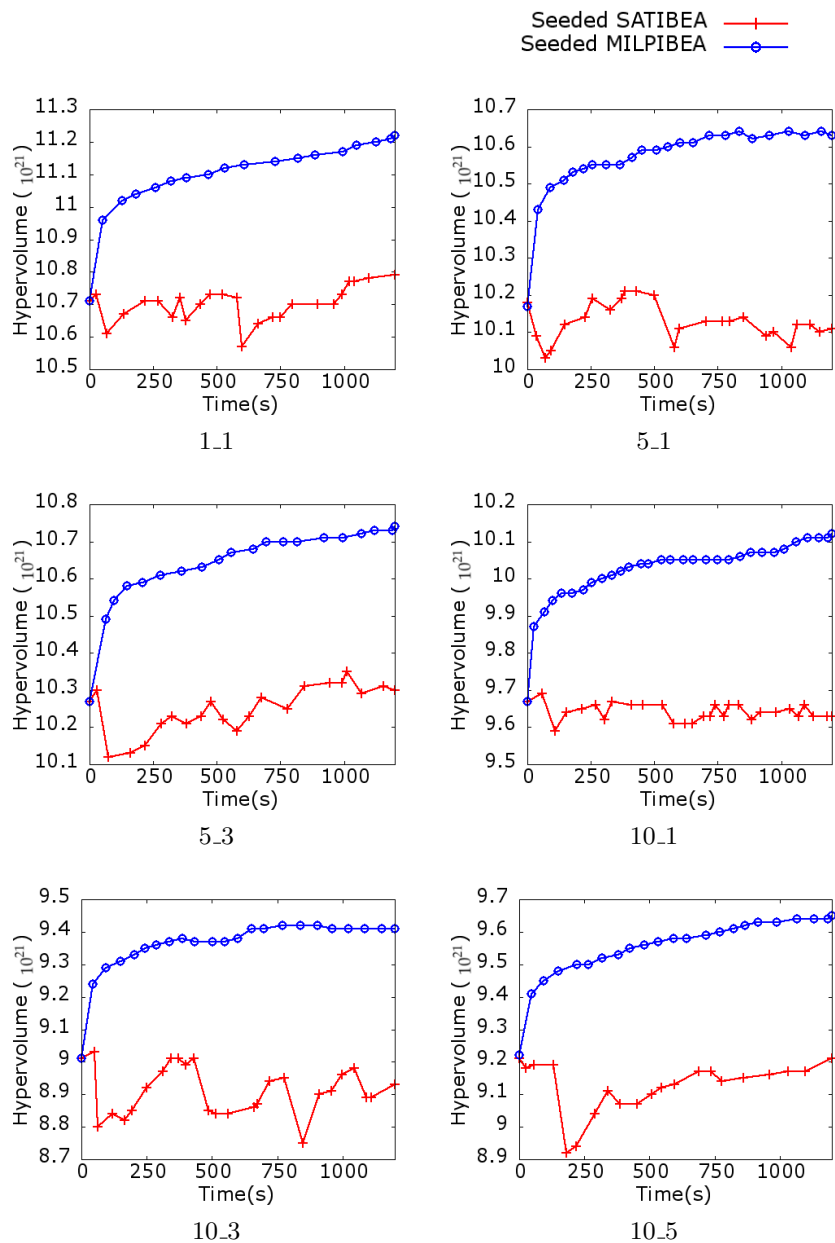 Seeded SATIBEA
Seeded MILPIBEA
11.3
11.2
11.1
11
10.9
10.8
10.7
10.6
10.5
Hypervolume ( 10^21)
0 250 500 750 1000
Time(s)
1_1
10.7
10.6
10.5
10.4
10.3
10.2
10.1
10
Hypervolume ( 10^21)
0 250 500 750 1000
Time(s)
5_1
10.8
10.7
10.6
10.5
10.4
10.3
10.2
10.1
Hypervolume ( 10^21)
0 250 500 750 1000
Time(s)
5_3
10.2
10.1
10
9.9
9.8
9.7
9.6
9.5
Hypervolume ( 10^21)
0 250 500 750 1000
Time(s)
10_1
9.5
9.4
9.3
9.2
9.1
9
8.9
8.8
8.7
Hypervolume ( 10^21)
0 250 500 750 1000
Time(s)
10_3
9.7
9.6
9.5
9.4
9.3
9.2
9.1
9
8.9
Hypervolume ( 10^21)
0 250 500 750 1000
Time(s)
10_5